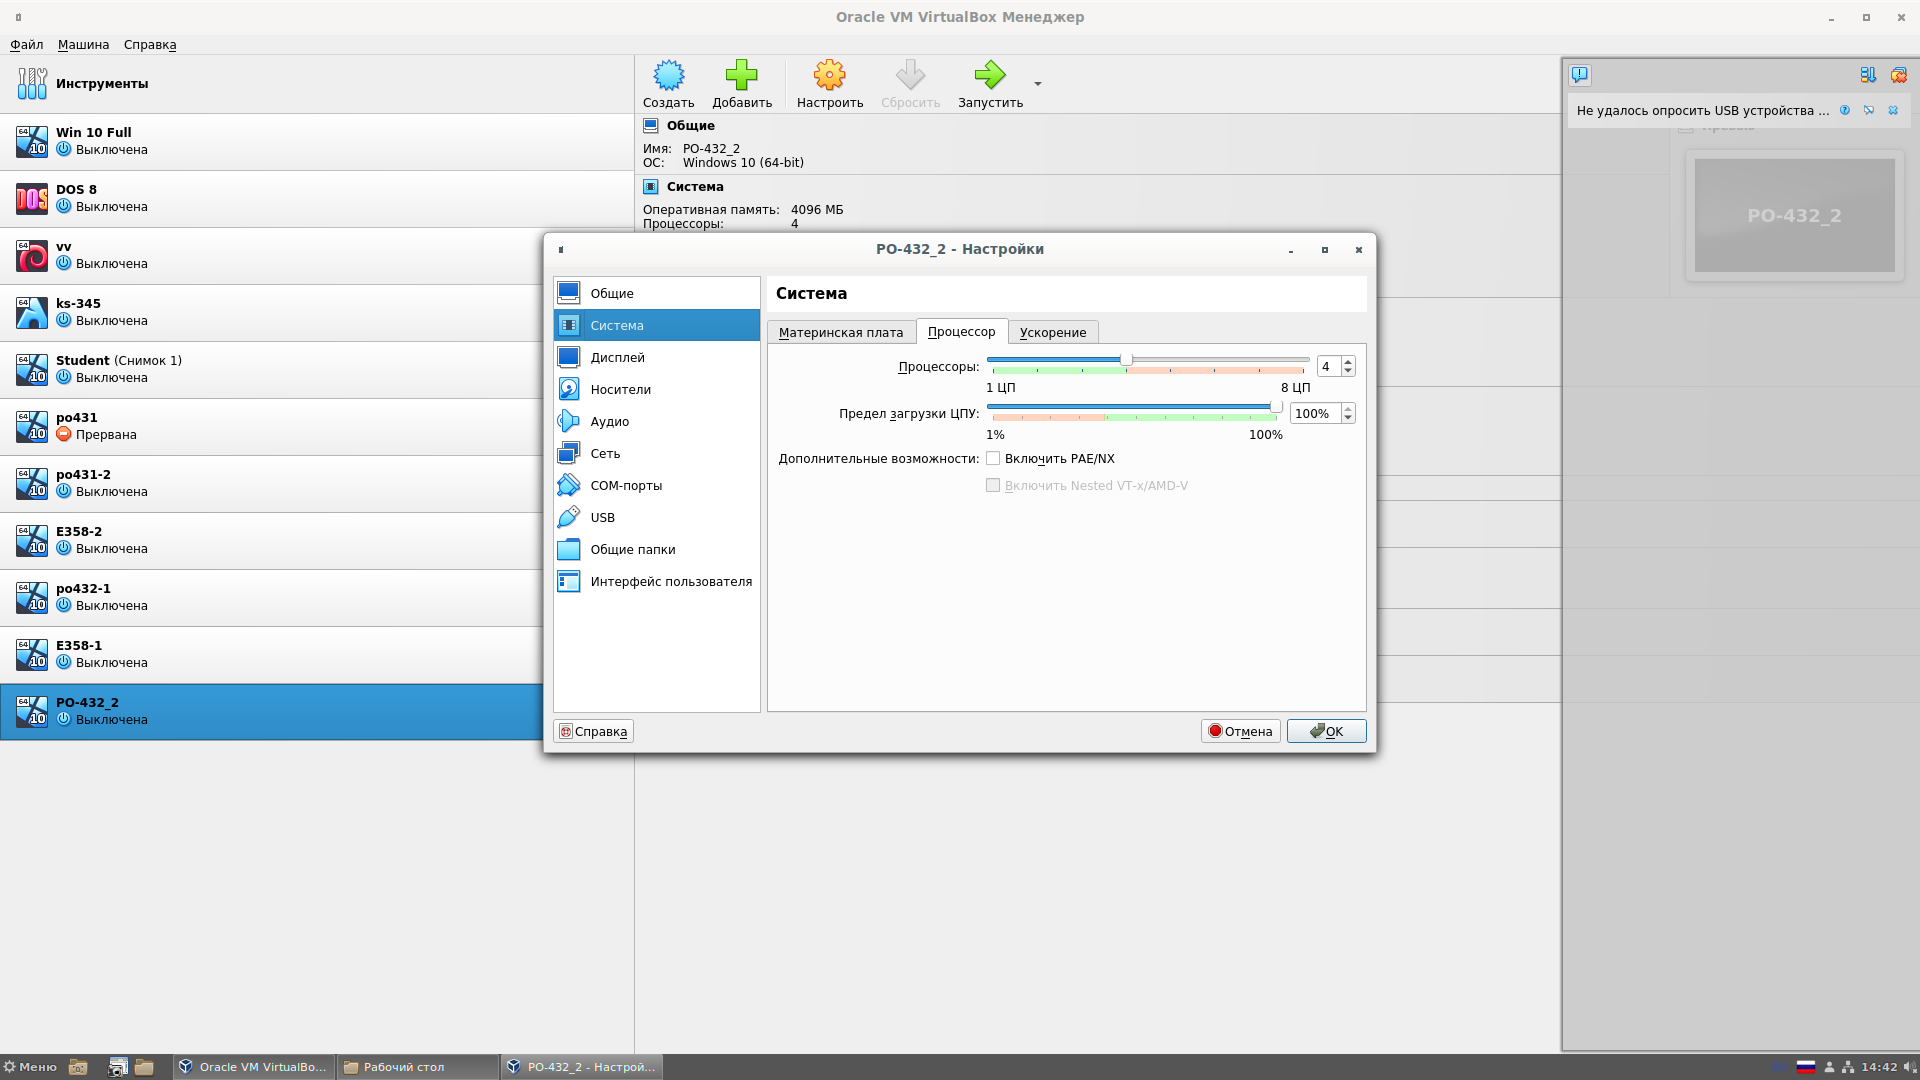 Oracle VM VirtualBox Менеджер
Файл Машина Справка
Инструменты
Создать Добавить Настроить Сбросить Запустить
Win 10 Full
Выключена
DOS 8
Выключена
vv
Выключена
ks-345
Выключена
Student (Снимок 1)
Выключена
po431
Прервана
po431-2
Выключена
E358-2
Выключена
po432-1
Выключена
E358-1
Выключена
PO-432_2
Выключена
Общие
Имя: PO-432_2
ОС: Windows 10 (64-bit)
Система
Оперативная память: 4096 МБ
Процессоры: 4
Не удалось опросить USB устройства ...
PO-432_2
PO-432_2 - Настройки
Общие
Система
Дисплей
Носители
Аудио
Сеть
COM-порты
USB
Общие папки
Интерфейс пользователя
Система
Материнская плата Процессор Ускорение
Процессоры: 4
1 ЦП 8 ЦП
Предел загрузки ЦПУ: 100%
1% 100%
Дополнительные возможности: Включить PAE/NX
Включить Nested VT-x/AMD-V
Справка Отмена OK
Меню Oracle VM VirtualBo... Рабочий стол PO-432_2 - Настрой... 14:42